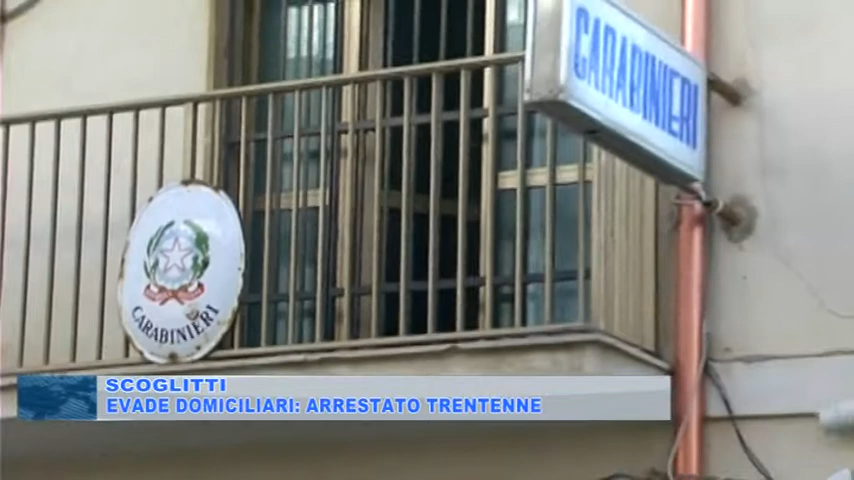 CARABINIERI
CARABINIERI
SCOGLITTI
EVADE DOMICILIARI: ARRESTATO TRENTENNE